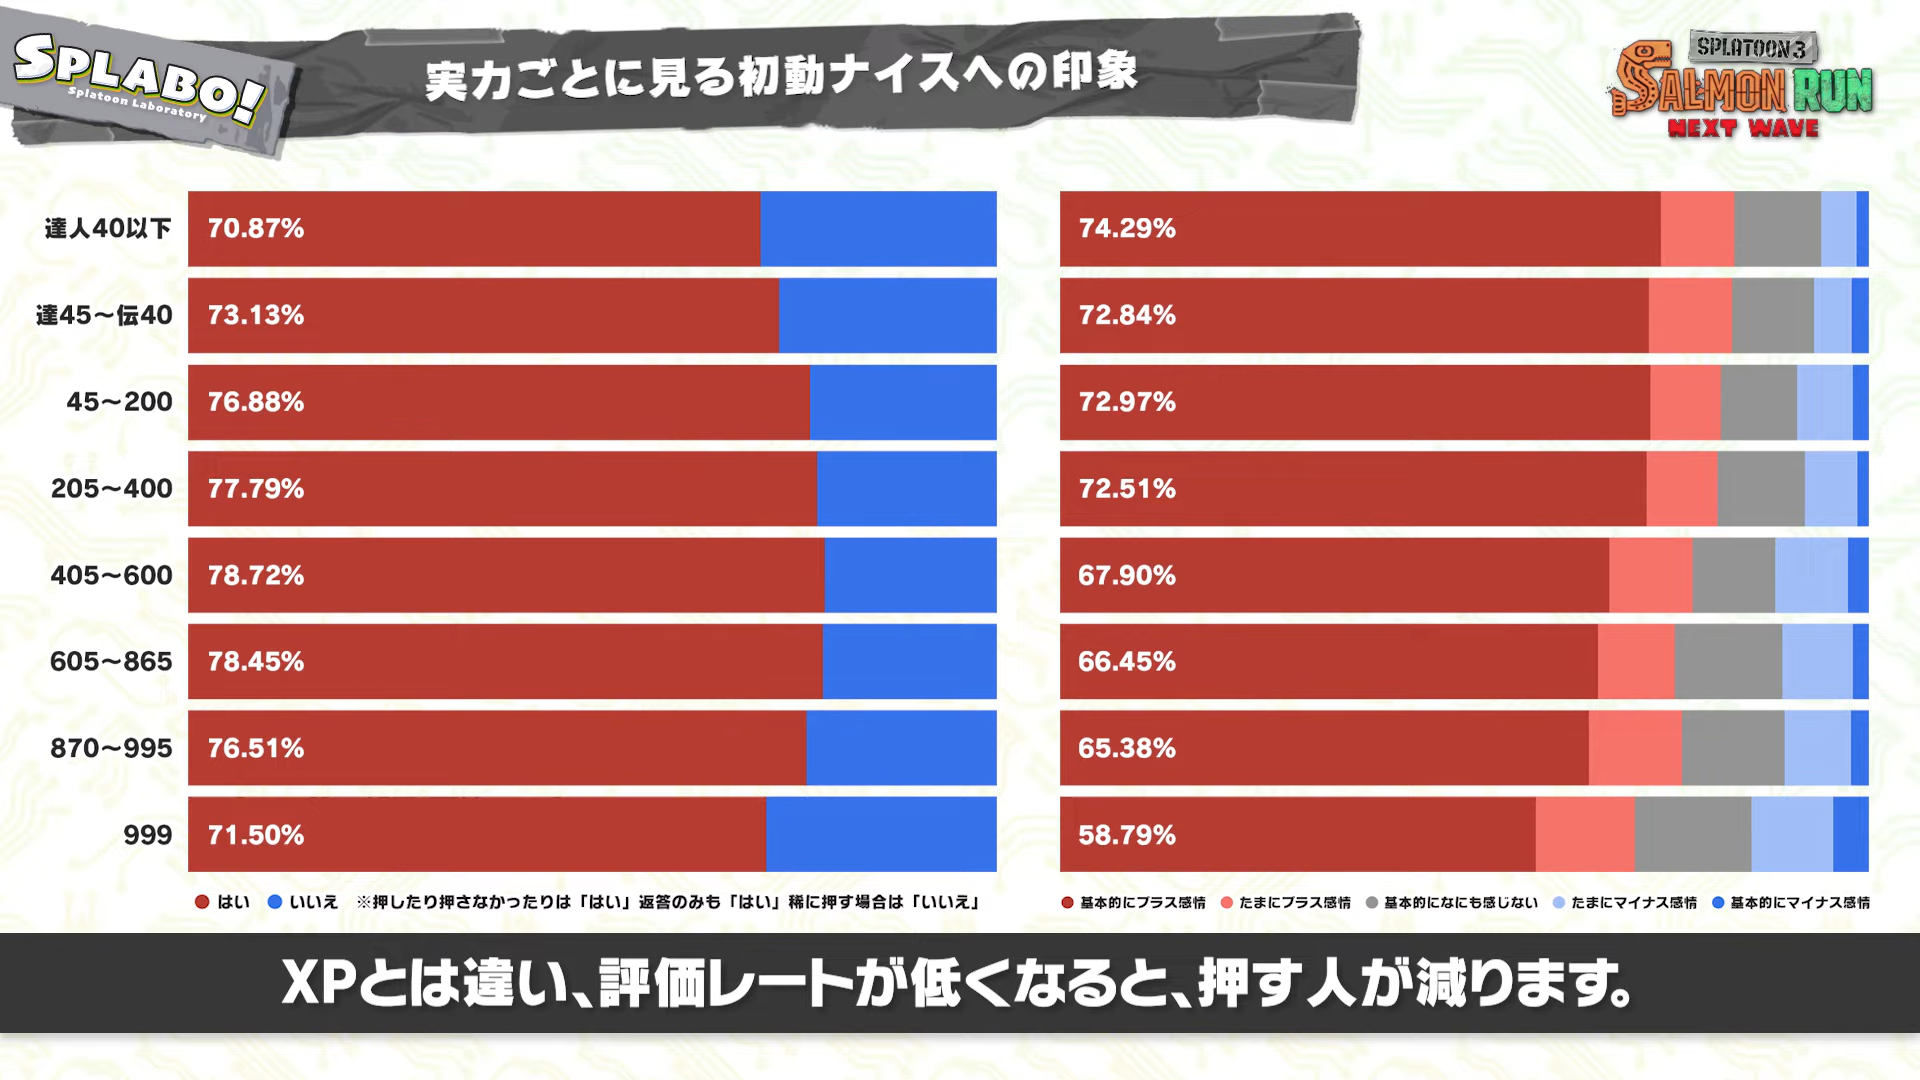 SPLABO!
Splatoon Laboratory
実力ごとに見る初動ナイスへの印象
SPLATOON 3
SALMON RUN
NEXT WAVE
達人40以下 70.87% 74.29%
達45～伝40 73.13% 72.84%
45～200 76.88% 72.97%
205～400 77.79% 72.51%
405～600 78.72% 67.90%
605～865 78.45% 66.45%
870～995 76.51% 65.38%
999 71.50% 58.79%
はい いいえ ※押したり押さなかったりは「はい」返答のみも「はい」稀に押す場合は「いいえ」
基本的にプラス感情 たまにプラス感情 基本的になにも感じない たまにマイナス感情 基本的にマイナス感情
XPとは違い、評価レートが低くなると、押す人が減ります。